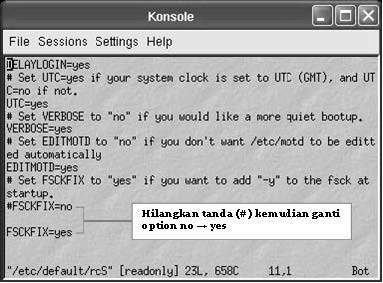 Konsole
File Sessions Settings Help
DELAYLOGIN=yes
# Set UTC=yes if your system clock is set to UTC (GMT), and UT
C=no if not.
UTC=yes
# Set VERBOSE to "no" if you would like a more quiet bootup.
VERBOSE=yes
# Set EDITMOTD to "no" if you don't want /etc/motd to be editt
ed automatically
EDITMOTD=yes
# Set FSCKFIX to "yes" if you want to add "-y" to the fsck at
startup.
#FSCKFIX=no
Hilangkan tanda (#) kemudian ganti
option no → yes
FSCKFIX=yes
"/etc/default/rcS" [readonly] 23L, 658C 11,1 Bot